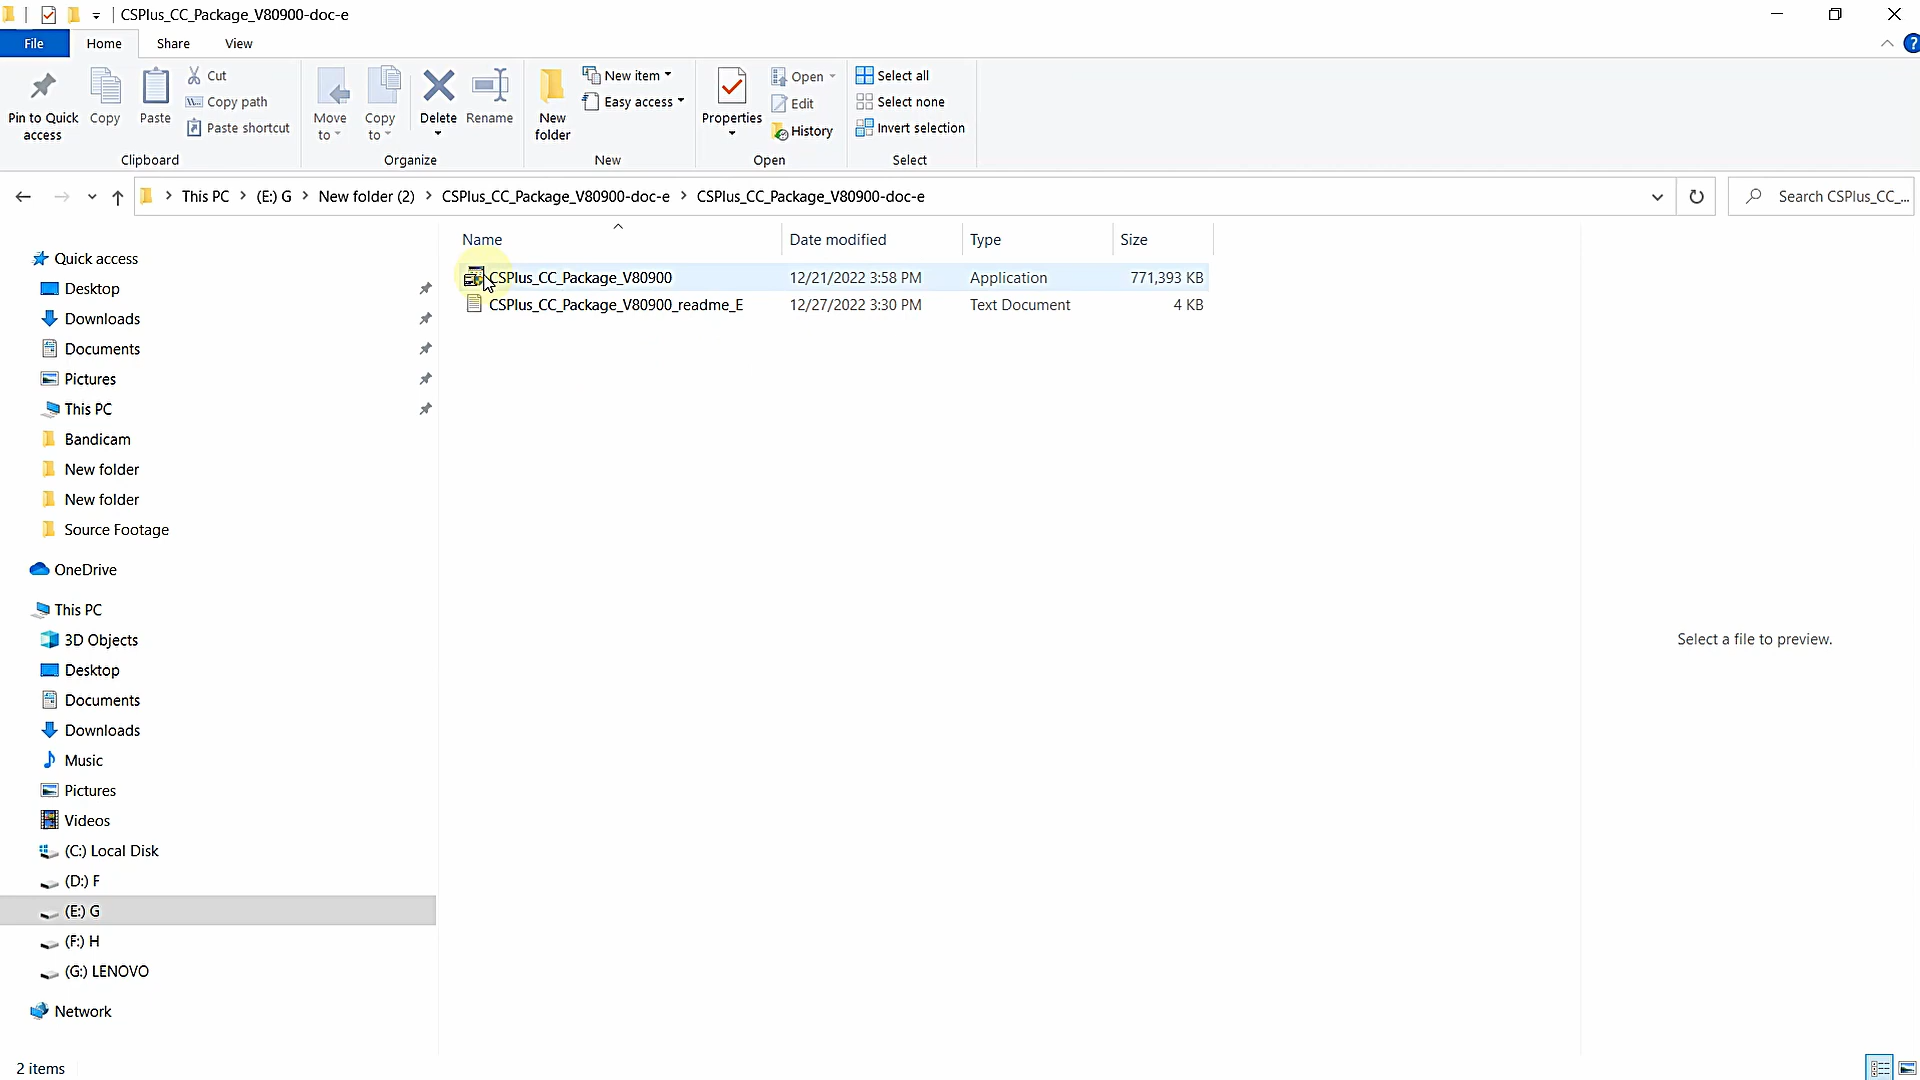 CSPlus_CC_Package_V80900-doc-e
File Home Share View
Pin to Quick access
Copy
Paste
Cut
Copy path
Paste shortcut
Clipboard
Move to
Copy to
Delete
Rename
Organize
New folder
New item
Easy access
New
Properties
Open
Edit
History
Open
Select all
Select none
Invert selection
Select
This PC > (E:) G > New folder (2) > CSPlus_CC_Package_V80900-doc-e > CSPlus_CC_Package_V80900-doc-e
Search CSPlus_CC_...
Name Date modified Type Size
CSPlus_CC_Package_V80900 12/21/2022 3:58 PM Application 771,393 KB
CSPlus_CC_Package_V80900_readme_E 12/27/2022 3:30 PM Text Document 4 KB
Quick access
Desktop
Downloads
Documents
Pictures
This PC
Bandicam
New folder
New folder
Source Footage
OneDrive
This PC
3D Objects
Desktop
Documents
Downloads
Music
Pictures
Videos
(C:) Local Disk
(D:) F
(E:) G
(F:) H
(G:) LENOVO
Network
Select a file to preview.
2 items